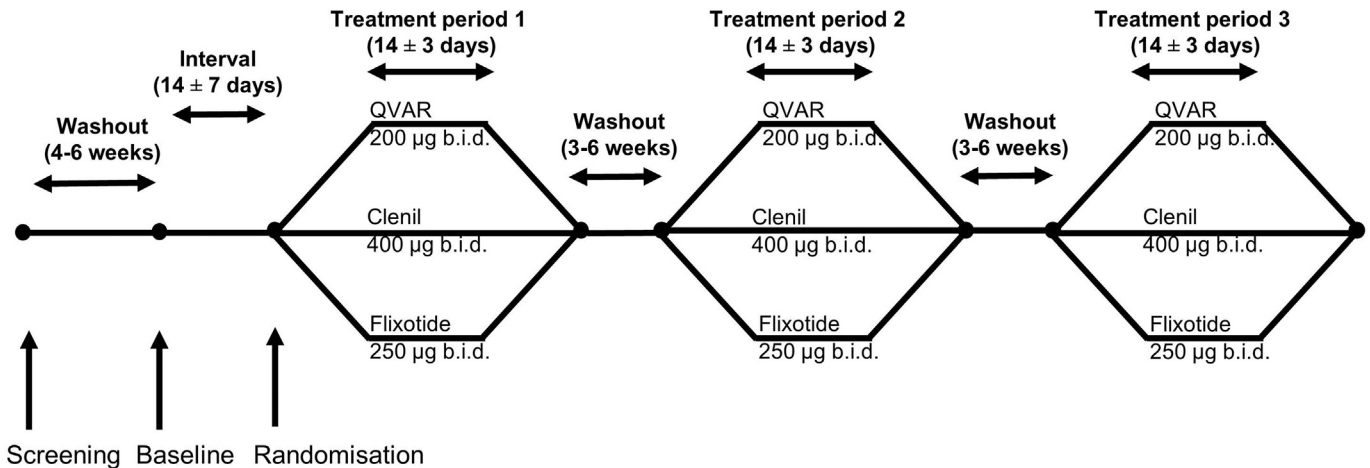 Treatment period 1
(14 ± 3 days)
Treatment period 2
(14 ± 3 days)
Treatment period 3
(14 ± 3 days)
Interval
(14 ± 7 days)
Washout
(4-6 weeks)
Washout
(3-6 weeks)
Washout
(3-6 weeks)
QVAR
200 µg b.i.d.
Clenil
400 µg b.i.d.
Flixotide
250 µg b.i.d.
QVAR
200 µg b.i.d.
Clenil
400 µg b.i.d.
Flixotide
250 µg b.i.d.
QVAR
200 µg b.i.d.
Clenil
400 µg b.i.d.
Flixotide
250 µg b.i.d.
Screening
Baseline
Randomisation